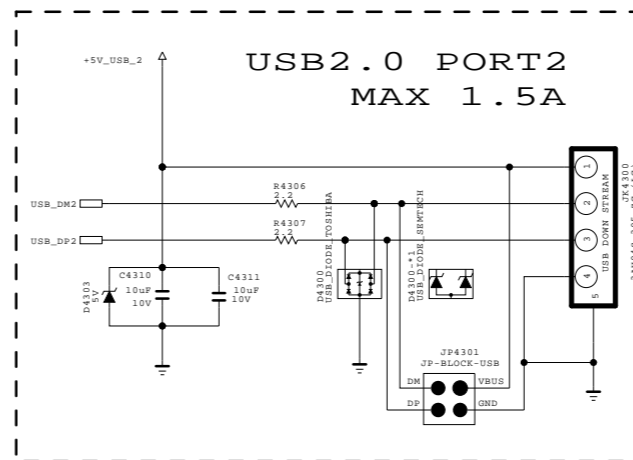 USB2.0 PORT2
MAX 1.5A
+5V_USB_2
USB_DM2
USB_DP2
R4306
2.2
R4307
2.2
D4303
5V
C4310
10uF
10V
C4311
10uF
10V
D4300
USB_DIODE_TOSHIBA
D4300-*1
USB_DIODE_SEMTECH
JP4301
JP-BLOCK-USB
DM
VBUS
DP
GND
1
2
3
4
5
USB DOWN STREAM
JK4300